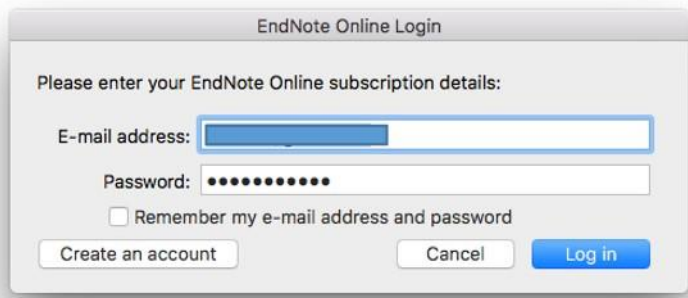 EndNote Online Login
Please enter your EndNote Online subscription details:
E-mail address:
Password: •••••••••••
Remember my e-mail address and password
Create an account Cancel Log in